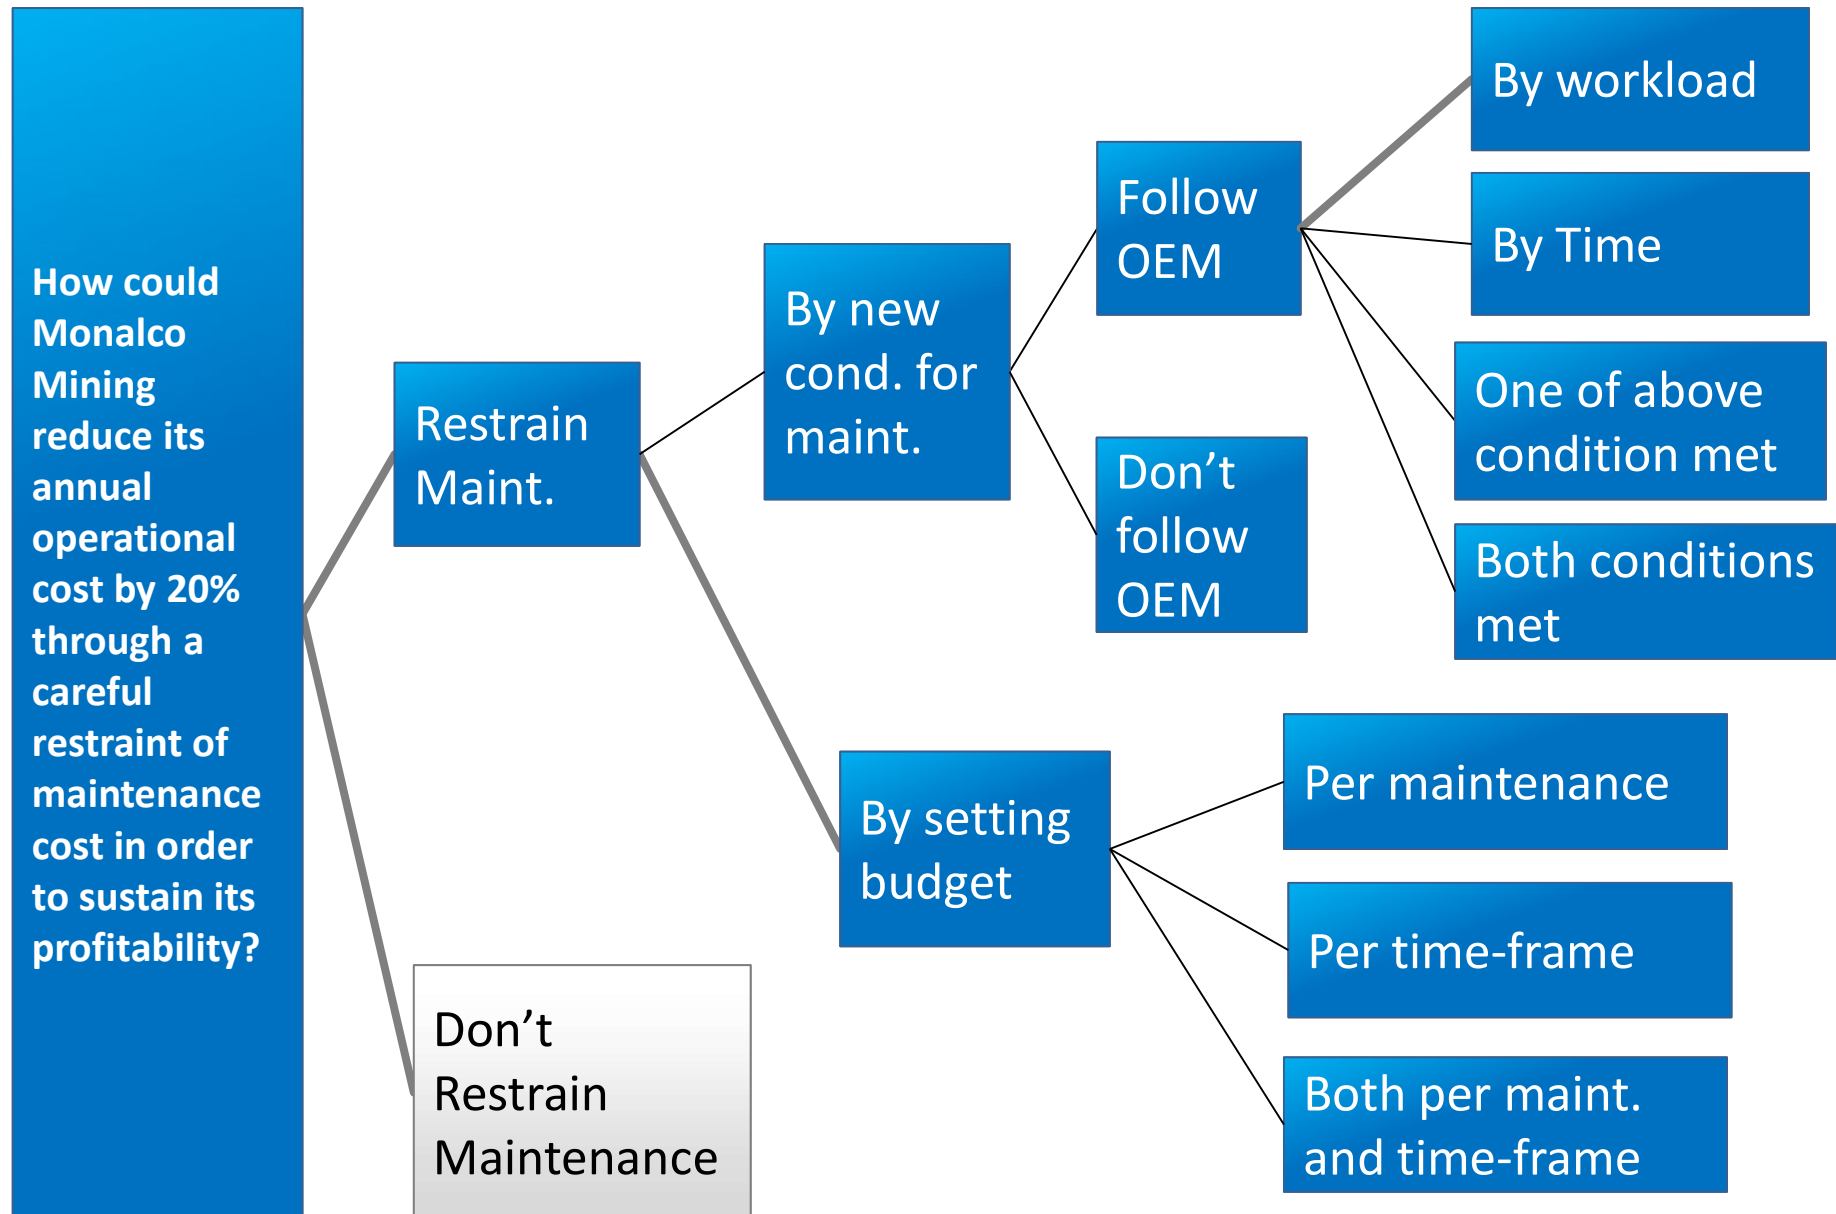 How could
Monalco
Mining
reduce its
annual
operational
cost by 20%
through a
careful
restraint of
maintenance
cost in order
to sustain its
profitability?
Restrain
Maint.
Don’t
Restrain
Maintenance
By new
cond. for
maint.
By setting
budget
Follow
OEM
Don’t
follow
OEM
By workload
By Time
One of above
condition met
Both conditions
met
Per maintenance
Per time-frame
Both per maint.
and time-frame